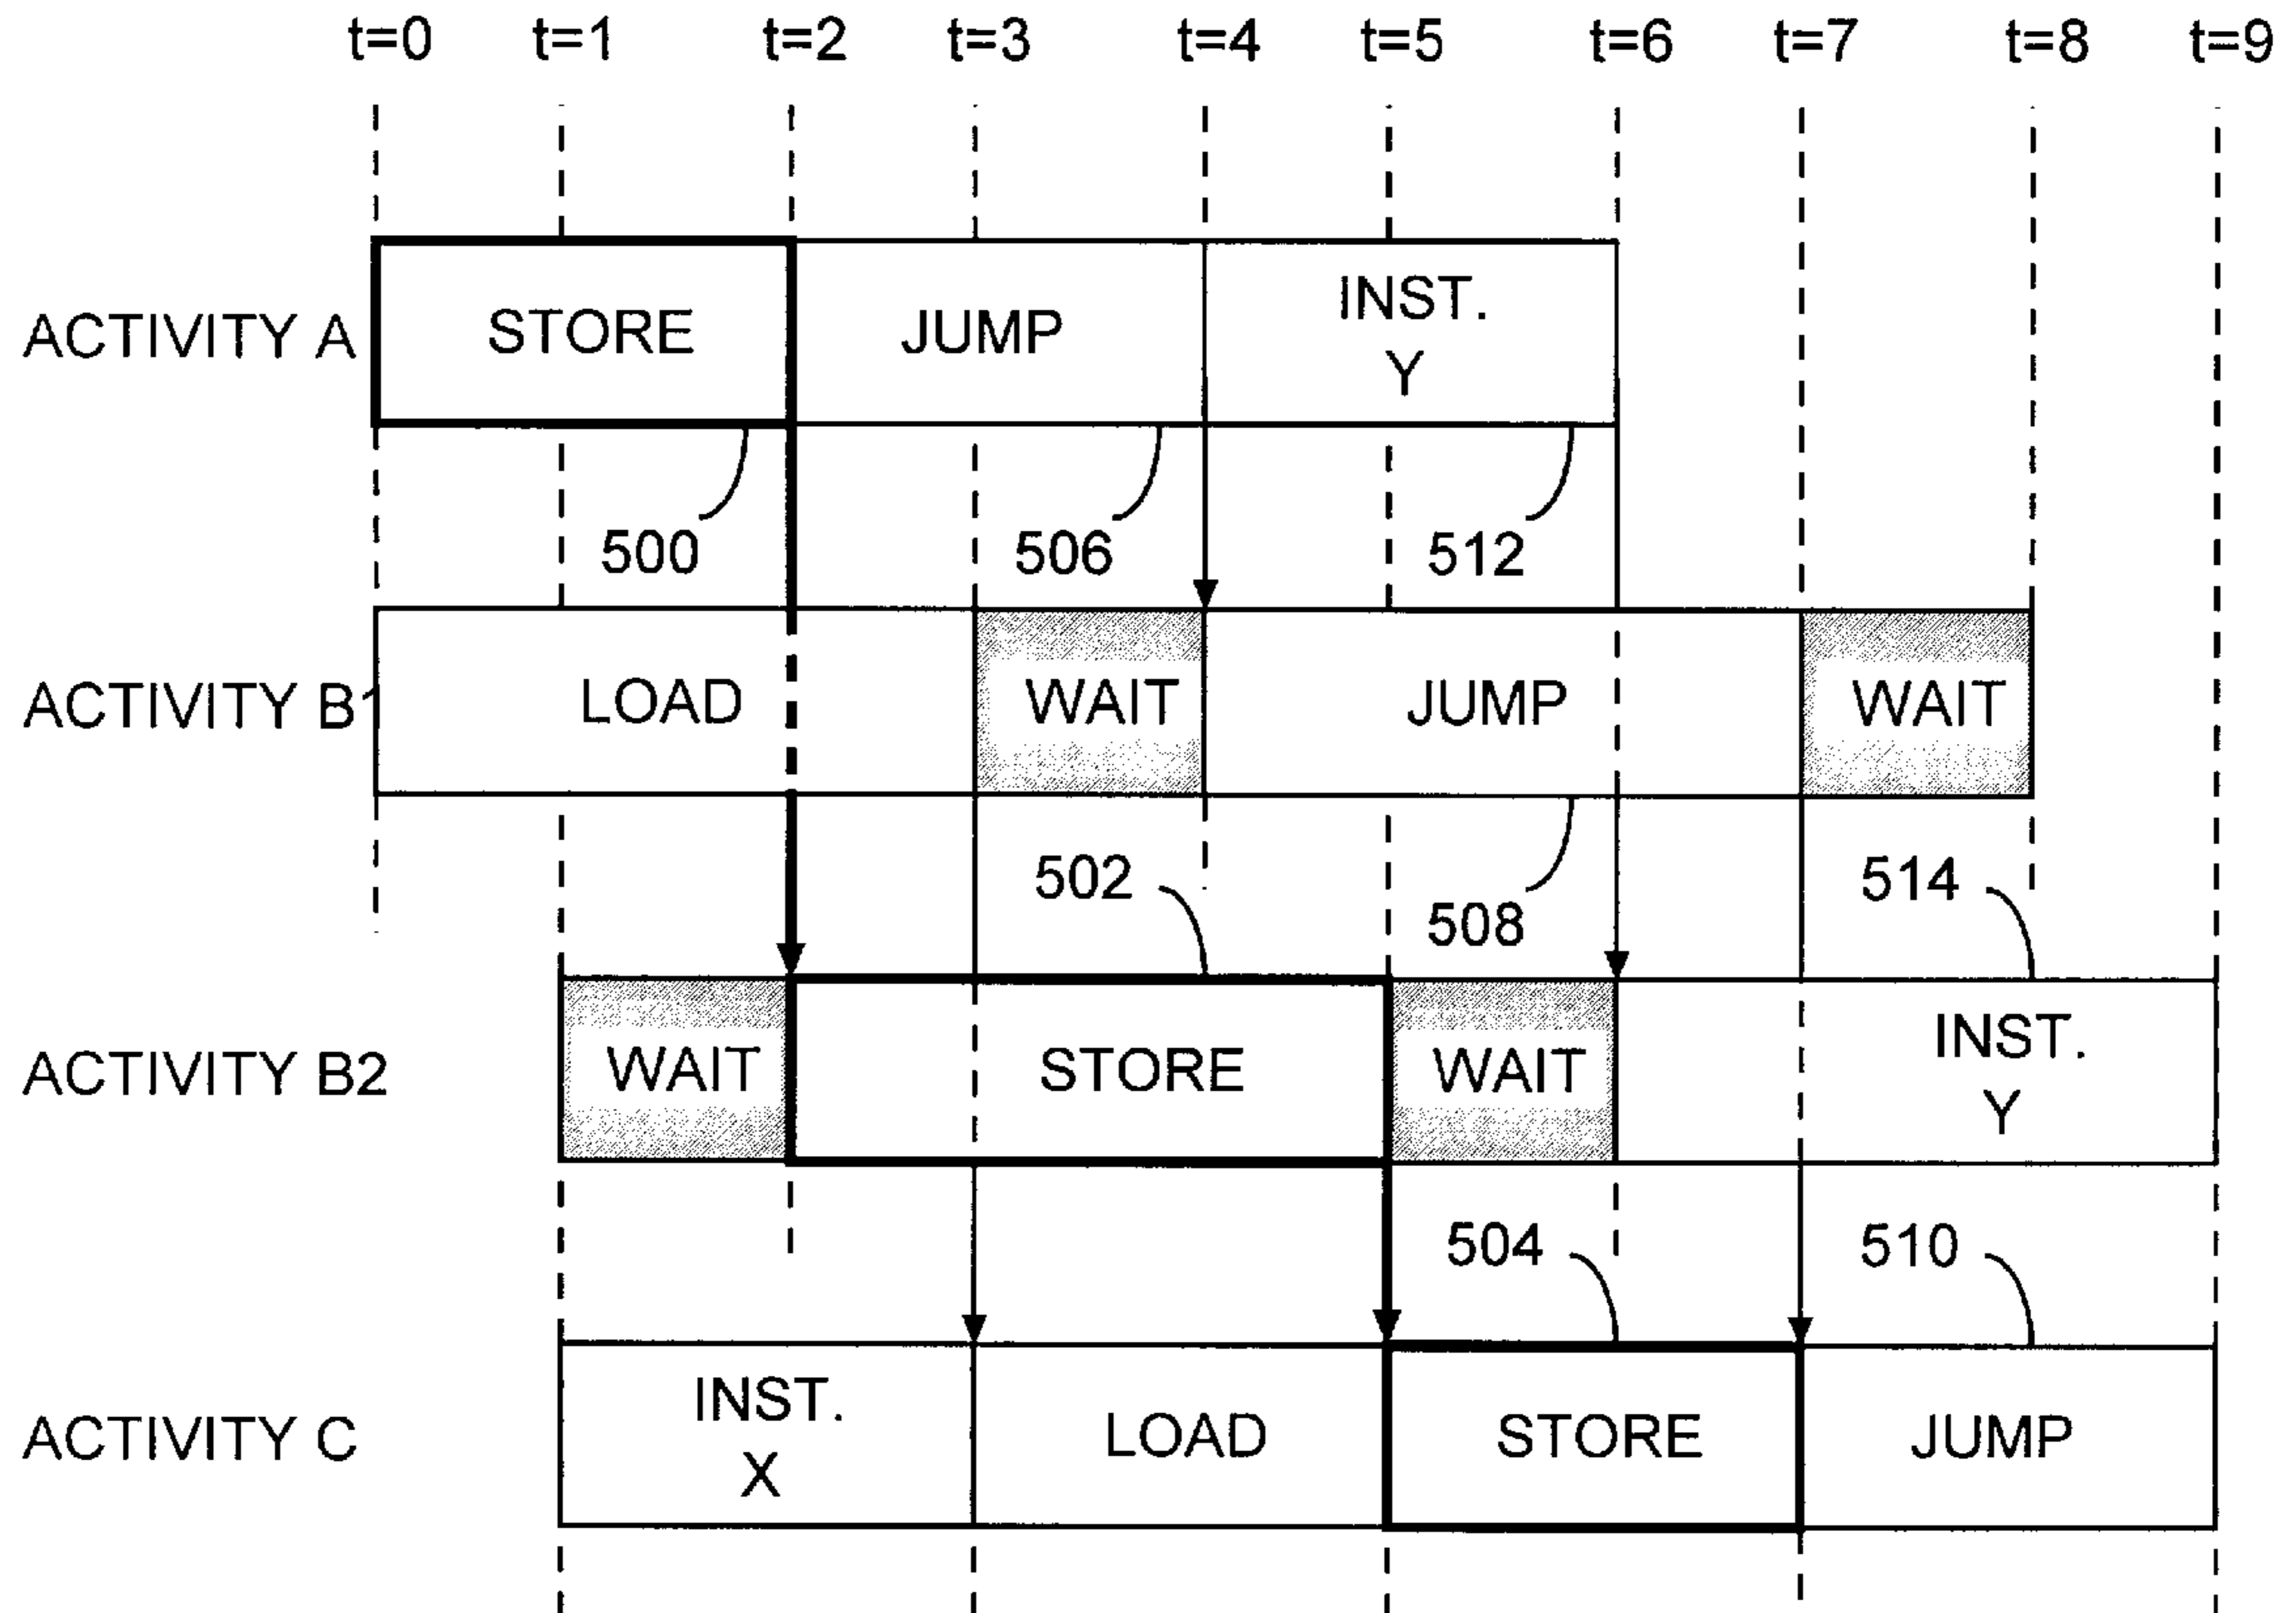 t=0 t=1 t=2 t=3 t=4 t=5 t=6 t=7 t=8 t=9
ACTIVITY A
STORE
JUMP
INST.
Y
500
506
512
ACTIVITY B1
LOAD
WAIT
JUMP
WAIT
502
508
514
ACTIVITY B2
WAIT
STORE
WAIT
INST.
Y
504
510
ACTIVITY C
INST.
X
LOAD
STORE
JUMP